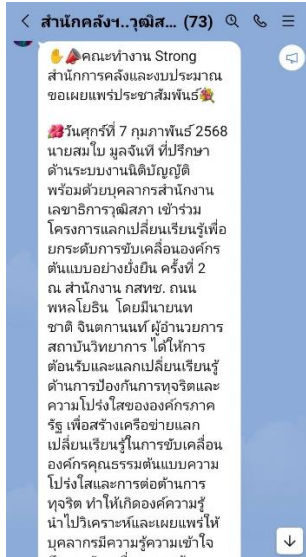 สำนักคลังฯ..วุฒิส... (73)
✋📣คณะทำงาน Strong
สำนักการคลังและงบประมาณ
ขอเผยแพร่ประชาสัมพันธ์💐
🌺วันศุกร์ที่ 7 กุมภาพันธ์ 2568
นายสมใบ มูลจันที ที่ปรึกษา
ด้านระบบงานนิติบัญญัติ
พร้อมด้วยบุคลากรสำนักงาน
เลขาธิการวุฒิสภา เข้าร่วม
โครงการแลกเปลี่ยนเรียนรู้เพื่อ
ยกระดับการขับเคลื่อนองค์กร
ต้นแบบอย่างยั่งยืน ครั้งที่ 2
ณ สำนักงาน กสทช. ถนน
พหลโยธิน โดยมีนายนท
ชาติ จินตกานนท์ ผู้อำนวยการ
สถาบันวิทยาการ ได้ให้การ
ต้อนรับและแลกเปลี่ยนเรียนรู้
ด้านการป้องกันการทุจริตและ
ความโปร่งใสขององค์กรภาค
รัฐ เพื่อสร้างเครือข่ายแลก
เปลี่ยนเรียนรู้ในการขับเคลื่อน
องค์กรคุณธรรมต้นแบบความ
โปร่งใสและการต่อต้านการ
ทุจริต ทำให้เกิดองค์ความรู้
นำไปวิเคราะห์และเผยแพร่ให้
บุคลากรมีความรู้ความเข้าใจ